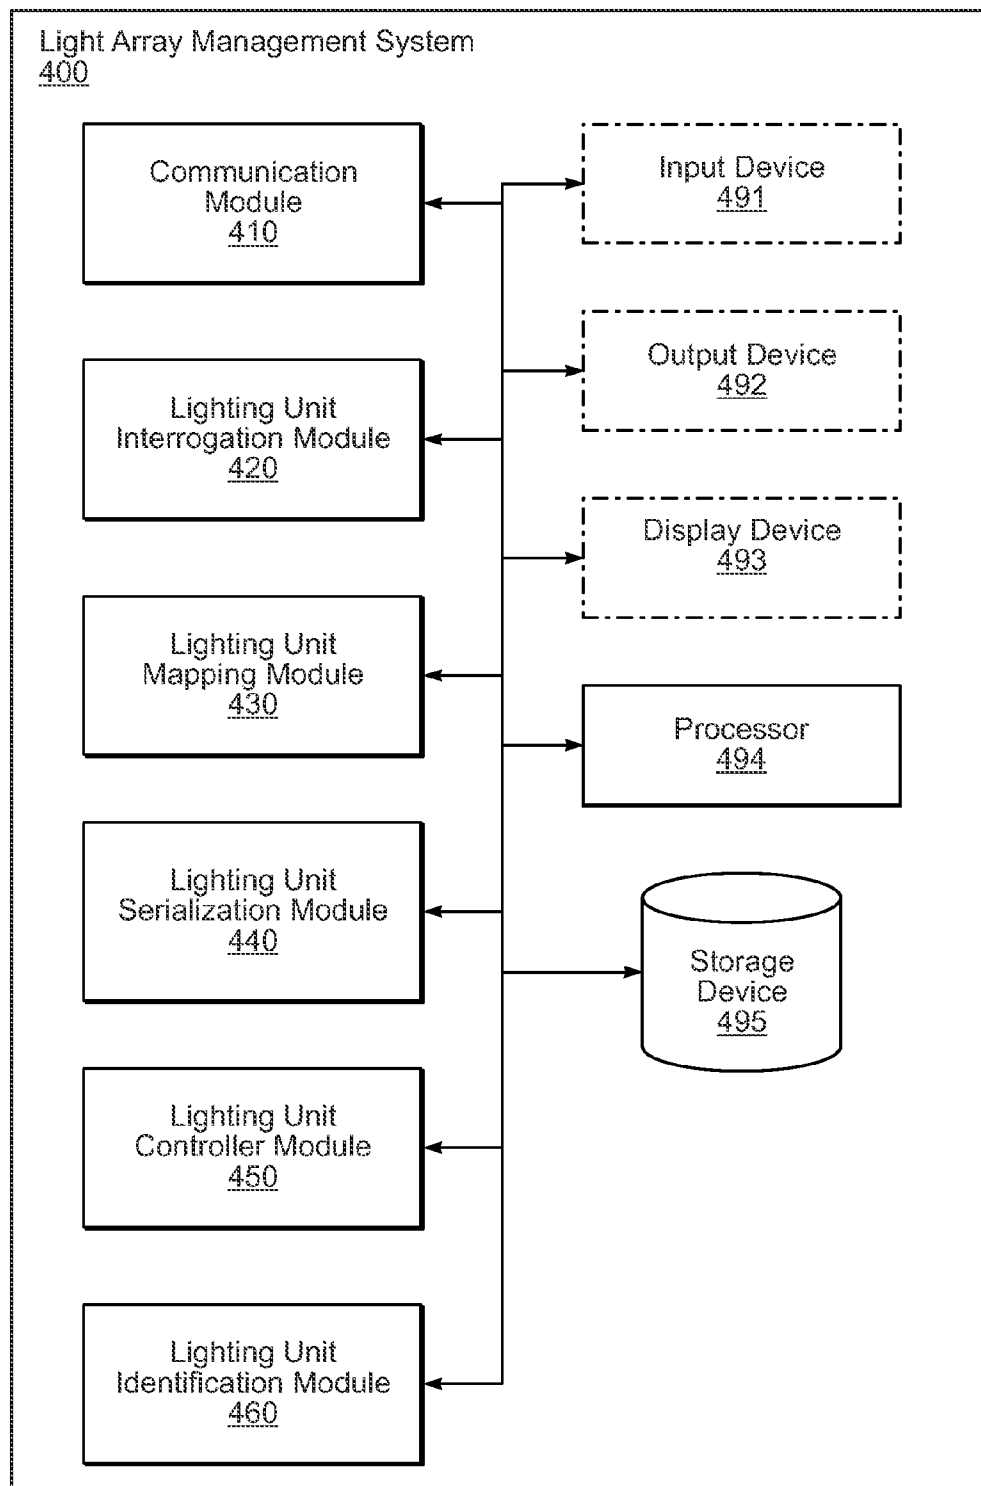 Light Array Management System
400
Communication
Module
410
Lighting Unit
Interrogation Module
420
Lighting Unit
Mapping Module
430
Lighting Unit
Serialization Module
440
Lighting Unit
Controller Module
450
Lighting Unit
Identification Module
460
Input Device
491
Output Device
492
Display Device
493
Processor
494
Storage
Device
495